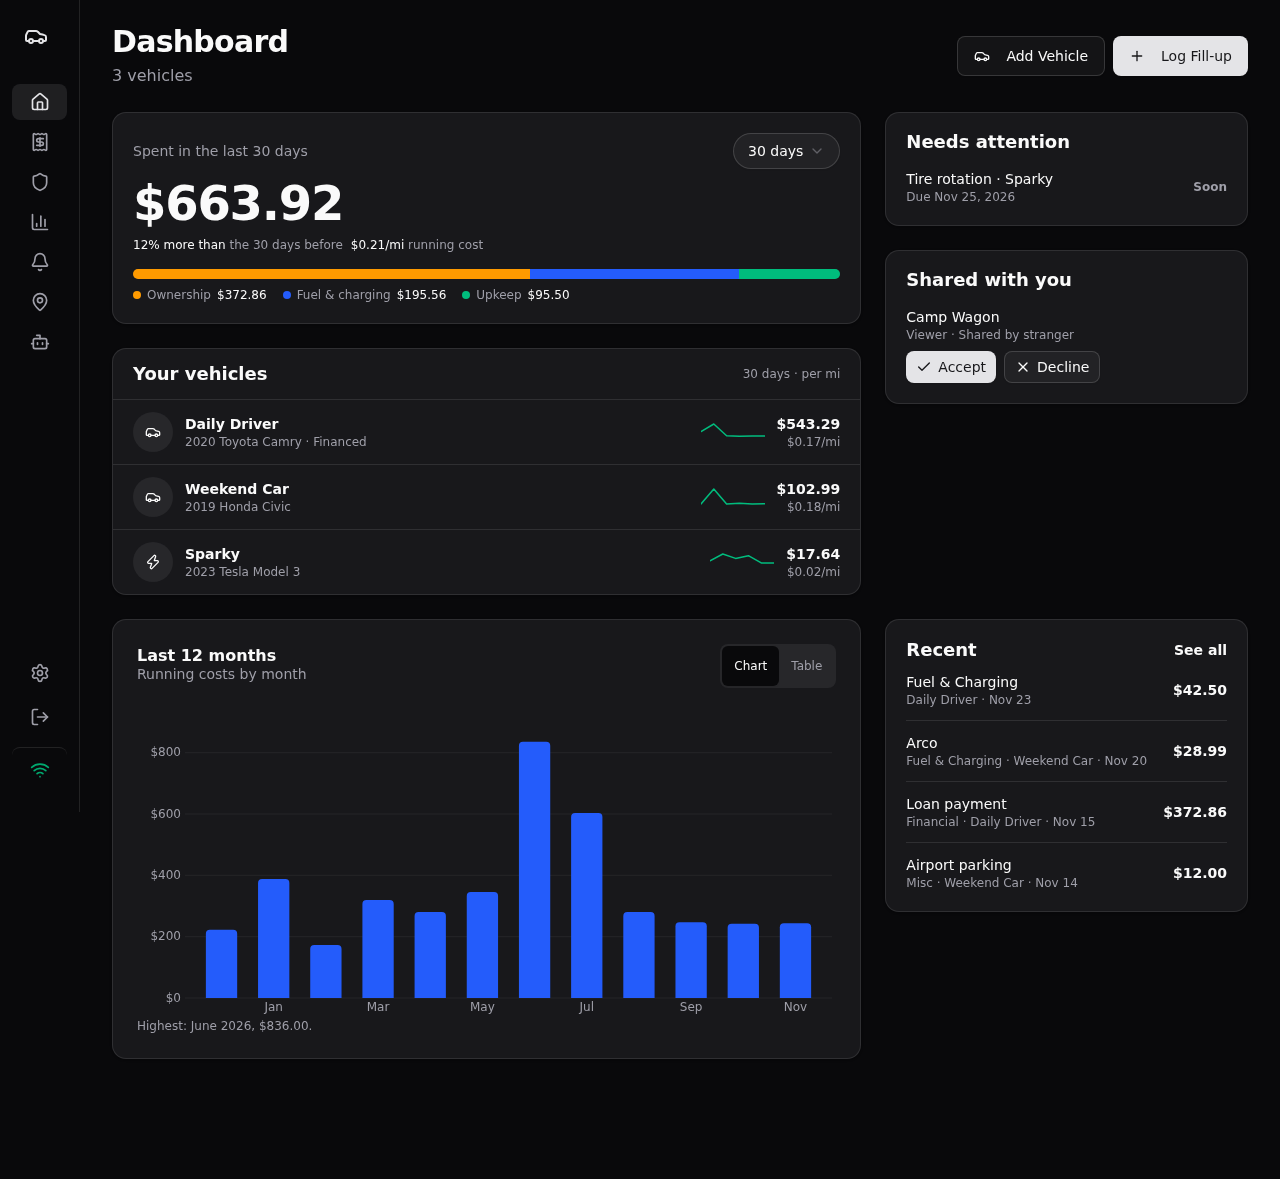 Dashboard
3 vehicles
Add Vehicle
Log Fill-up
Spent in the last 30 days
30 days
$663.92
12% more than the 30 days before $0.21/mi running cost
Ownership $372.86 Fuel & charging $195.56 Upkeep $95.50
Needs attention
Tire rotation · Sparky
Due Nov 25, 2026
Soon
Shared with you
Camp Wagon
Viewer · Shared by stranger
Accept
Decline
Your vehicles
30 days · per mi
Daily Driver
2020 Toyota Camry · Financed
$543.29
$0.17/mi
Weekend Car
2019 Honda Civic
$102.99
$0.18/mi
Sparky
2023 Tesla Model 3
$17.64
$0.02/mi
Last 12 months
Running costs by month
Chart
Table
$800
$600
$400
$200
$0
Jan Mar May Jul Sep Nov
Highest: June 2026, $836.00.
Recent
See all
Fuel & Charging
Daily Driver · Nov 23
$42.50
Arco
Fuel & Charging · Weekend Car · Nov 20
$28.99
Loan payment
Financial · Daily Driver · Nov 15
$372.86
Airport parking
Misc · Weekend Car · Nov 14
$12.00